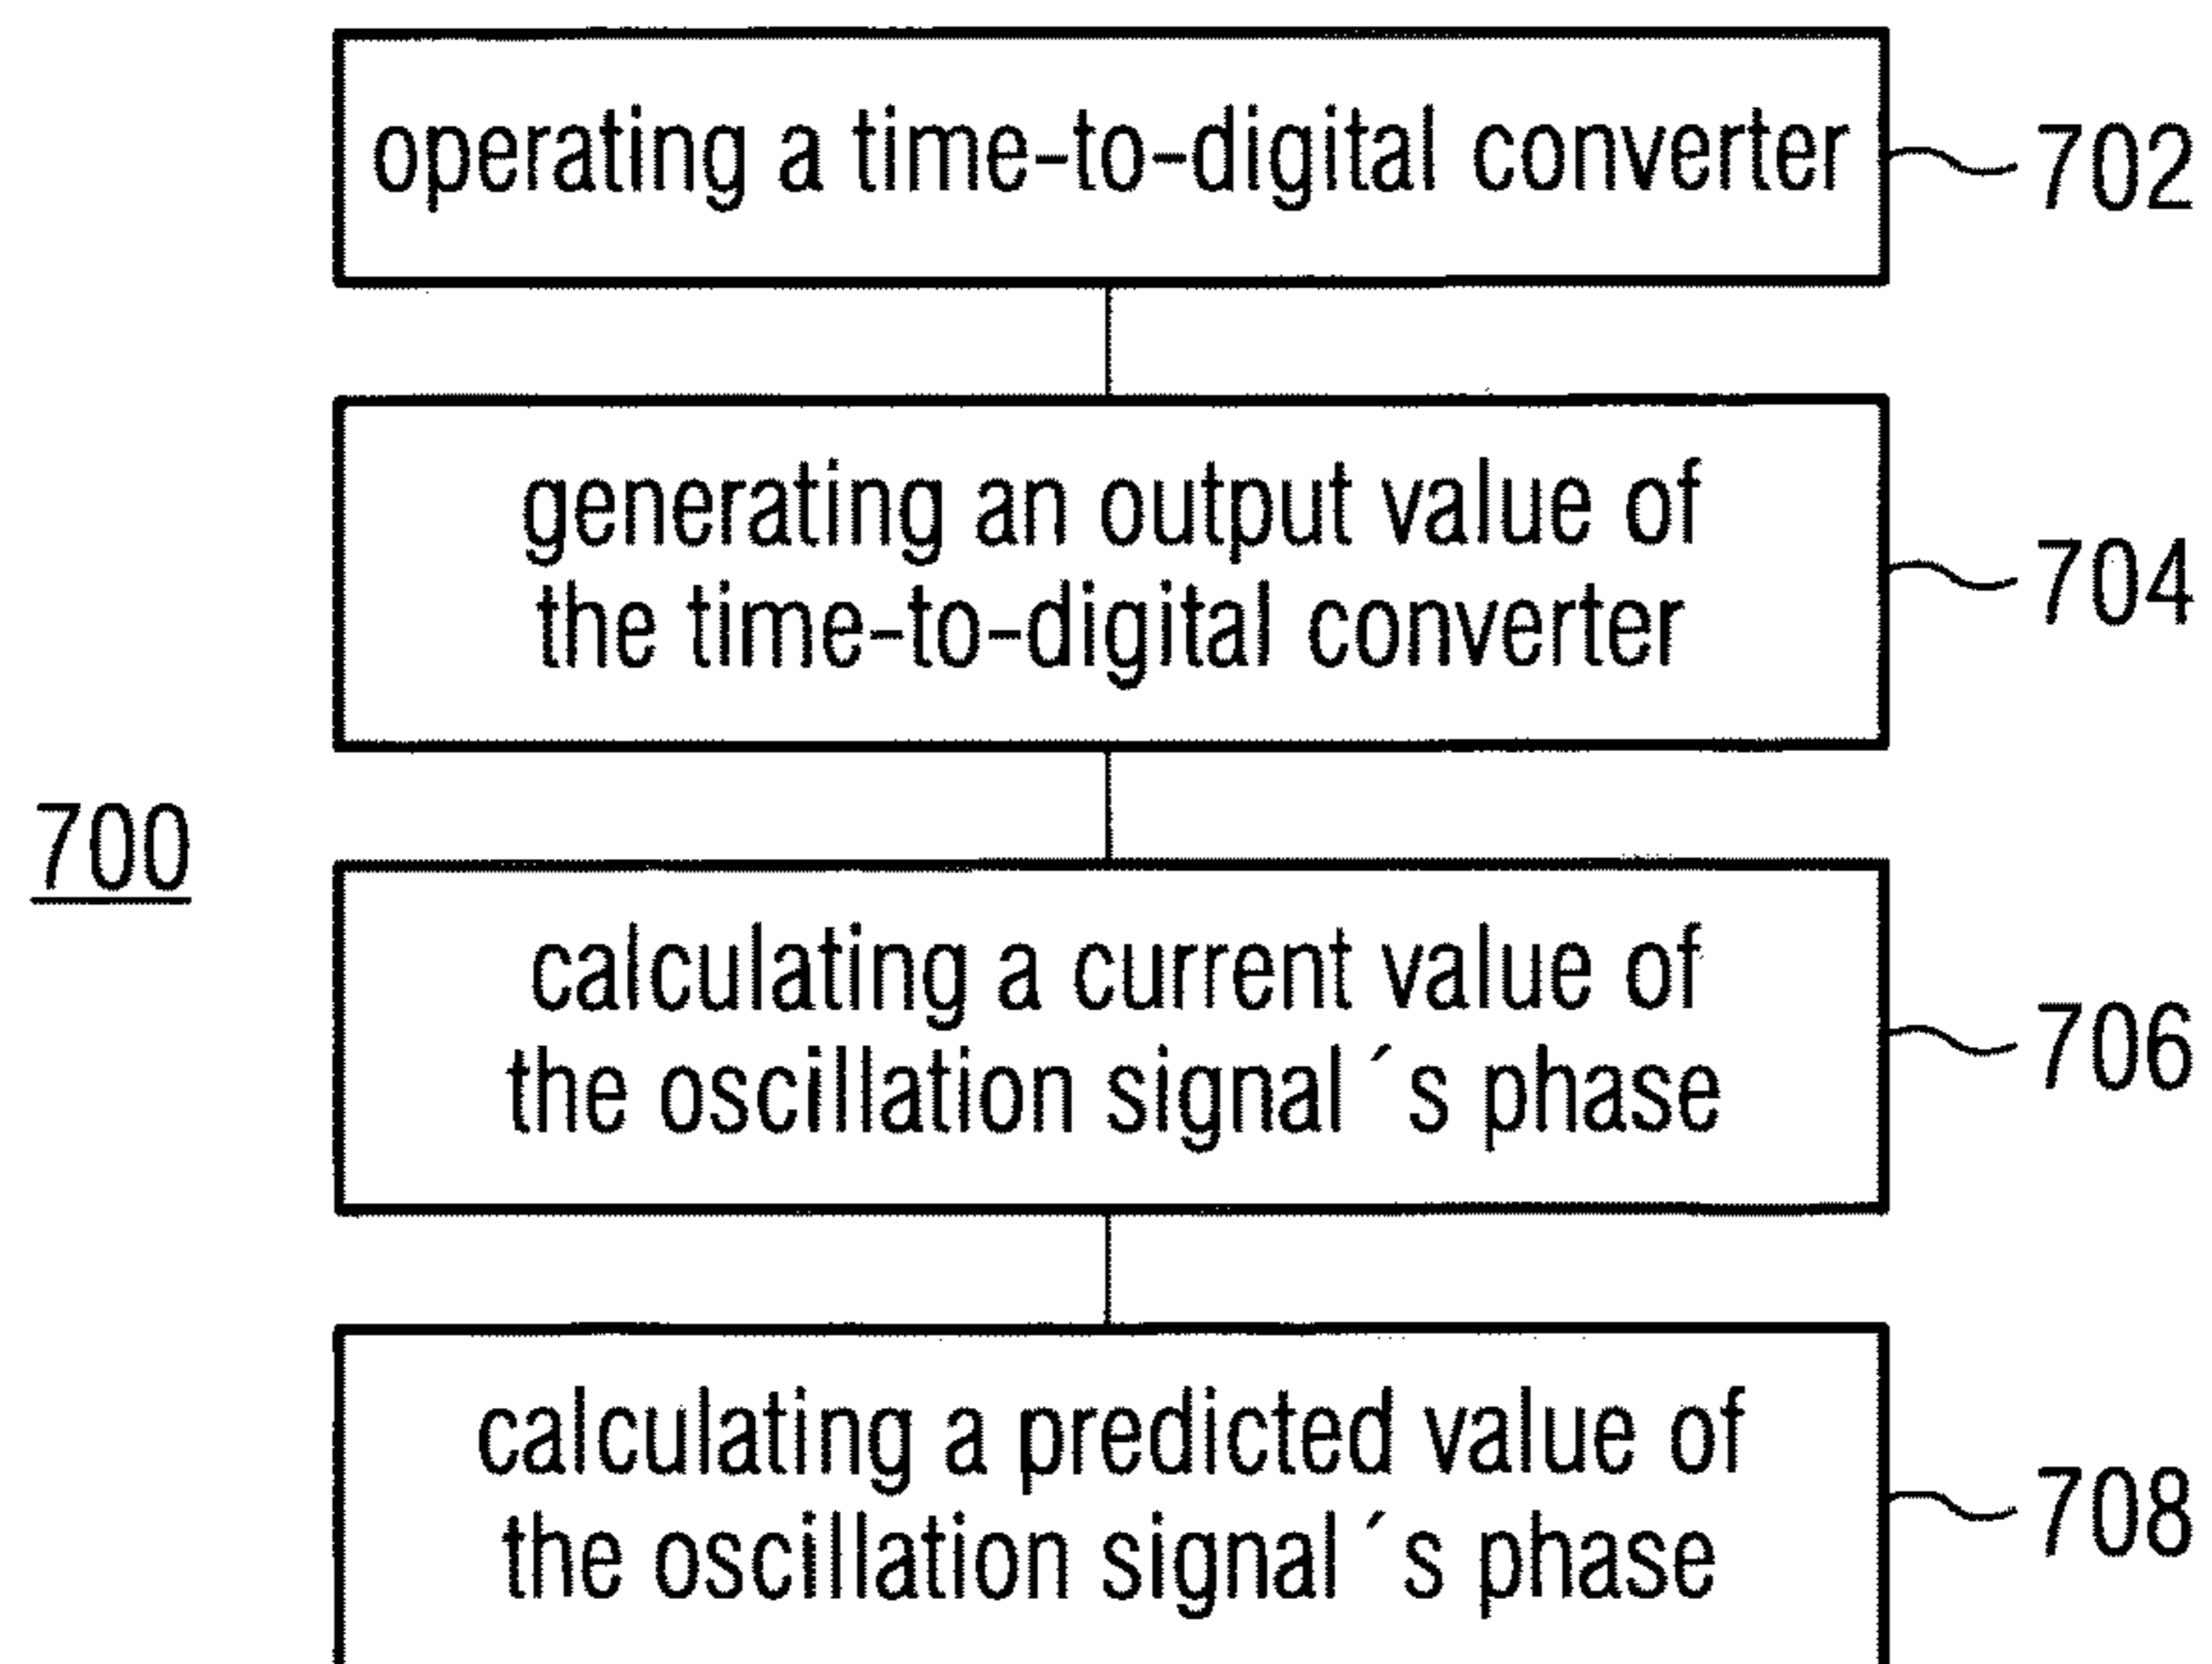 operating a time-to-digital converter
702
generating an output value of
the time-to-digital converter
704
700
calculating a current value of
the oscillation signal´s phase
706
calculating a predicted value of
the oscillation signal´s phase
708